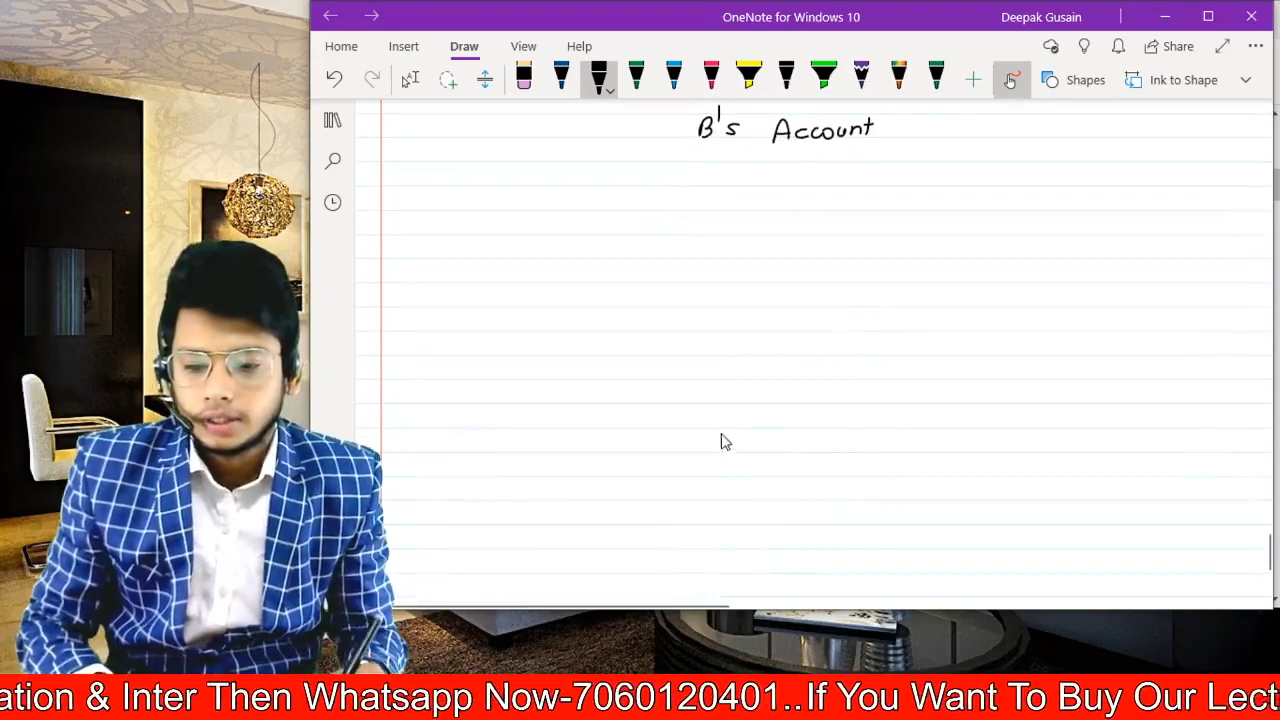 OneNote for Windows 10
Deepak Gusain
Home Insert Draw View Help
Share
Shapes
Ink to Shape
B's Account
ation & Inter Then Whatsapp Now-7060120401..If You Want To Buy Our Lect